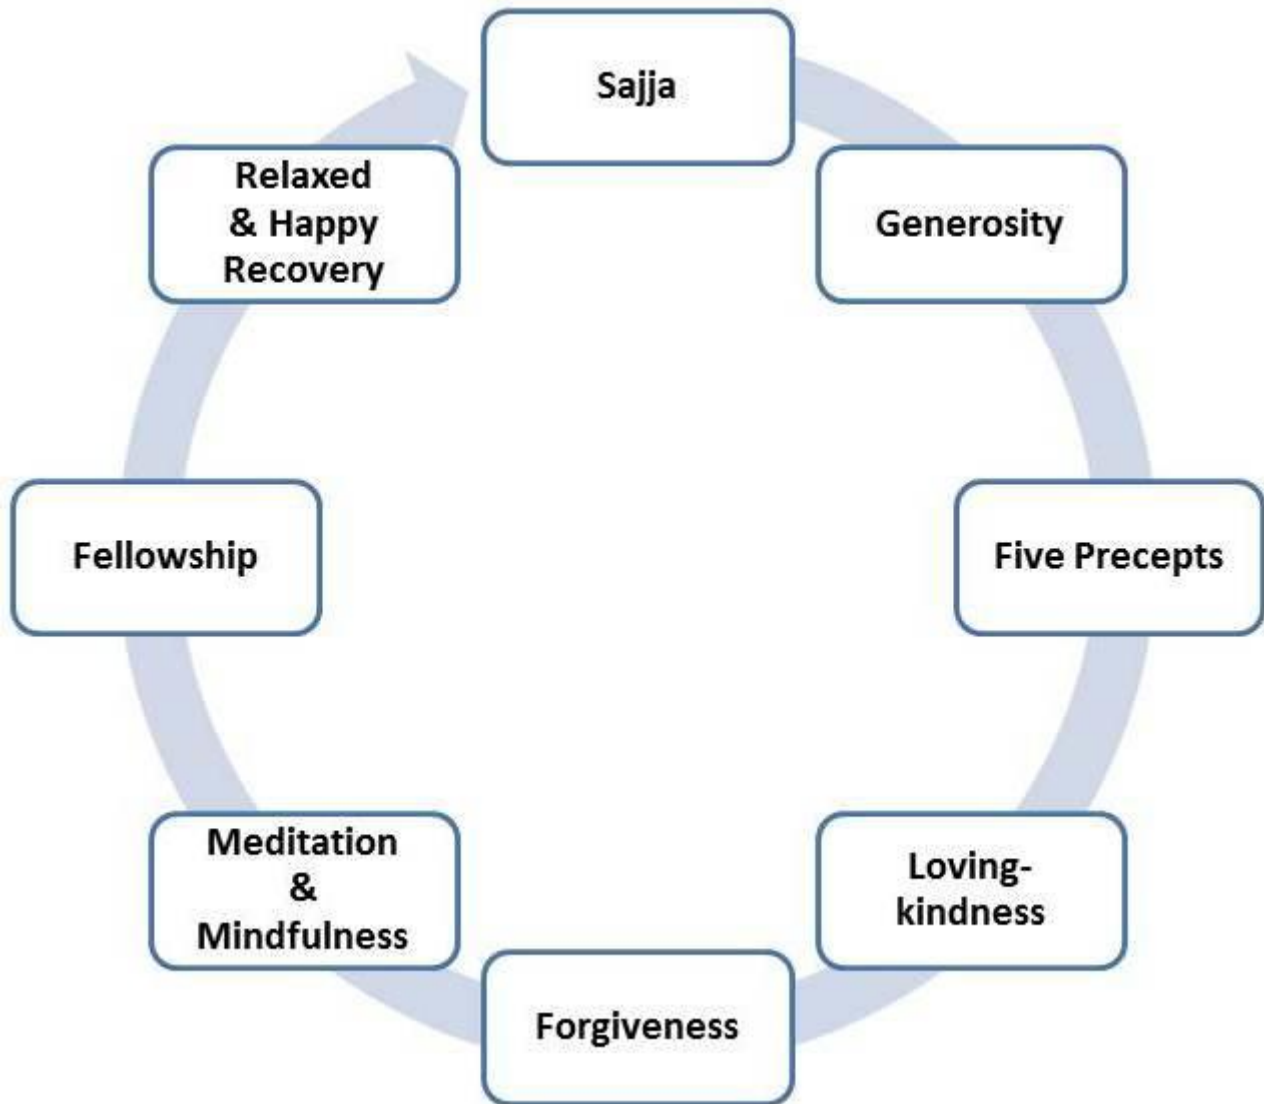 Sajja
Generosity
Five Precepts
Loving-
kindness
Forgiveness
Meditation
&
Mindfulness
Fellowship
Relaxed
& Happy
Recovery